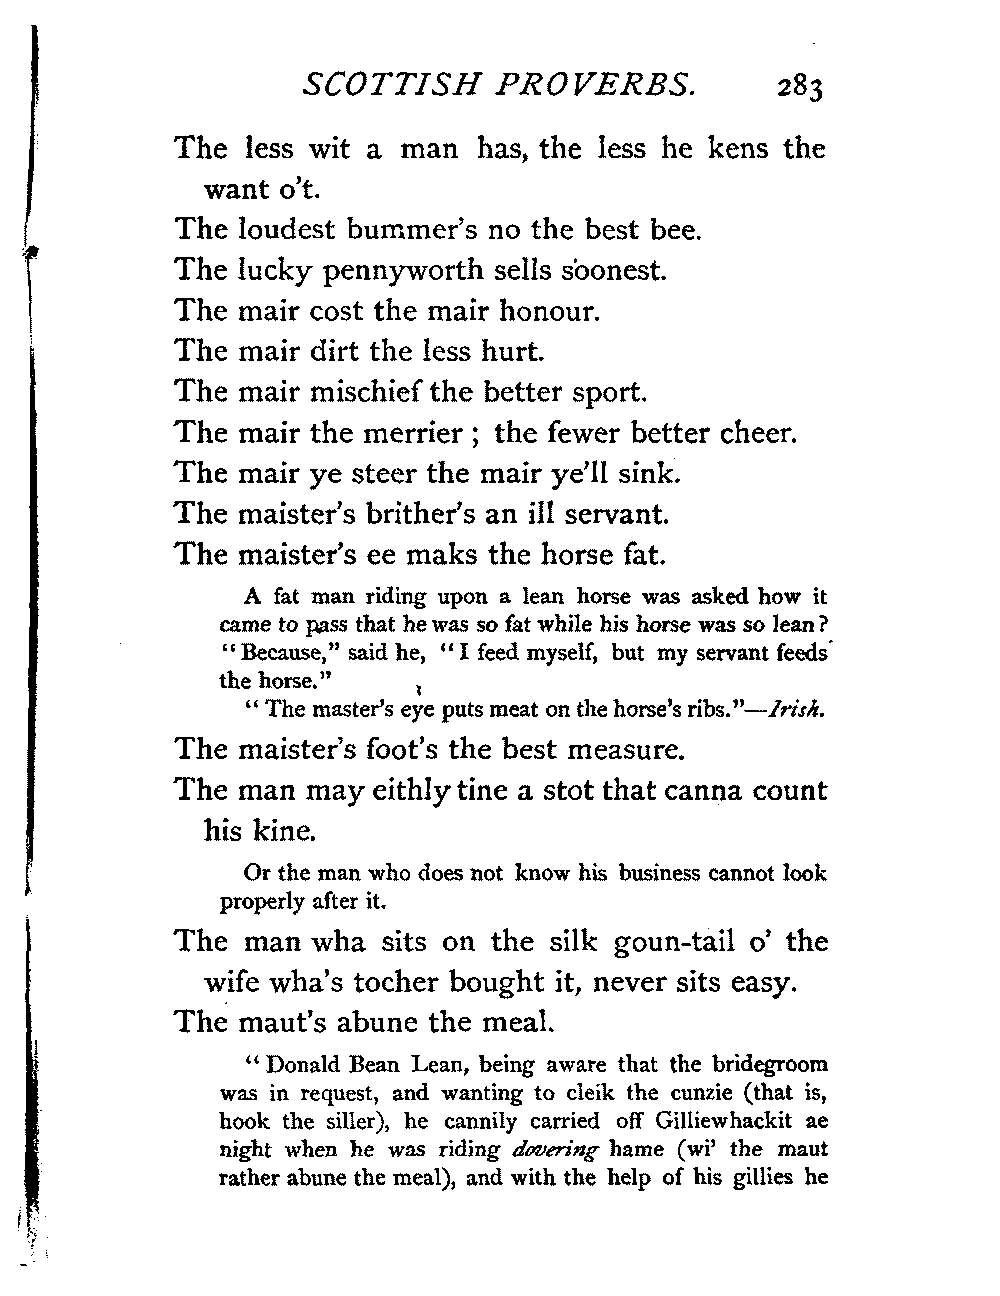 SCOTTISH PROVERBS. 283
The less wit a man has, the less he kens the
want o't.
The loudest bummer's no the best bee.
The lucky pennyworth sells soonest.
The mair cost the mair honour.
The mair dirt the less hurt.
The mair mischief the better sport.
The mair the merrier ; the fewer better cheer.
The mair ye steer the mair ye'll sink.
The maister's brither's an ill servant.
The maister's ee maks the horse fat.
A fat man riding upon a lean horse was asked how it
came to pass that he was so fat while his horse was so lean?
"Because," said he, "I feed myself, but my servant feeds
the horse."
"The master's eye puts meat on the horse's ribs."—Irish.
The maister's foot's the best measure.
The man may eithly tine a stot that canna count
his kine.
Or the man who does not know his business cannot look
properly after it.
The man wha sits on the silk goun-tail o' the
wife wha's tocher bought it, never sits easy.
The maut's abune the meal.
"Donald Bean Lean, being aware that the bridegroom
was in request, and wanting to cleik the cunzie (that is,
hook the siller), he cannily carried off Gilliewhackit ae
night when he was riding dovering hame (wi' the maut
rather abune the meal), and with the help of his gillies he